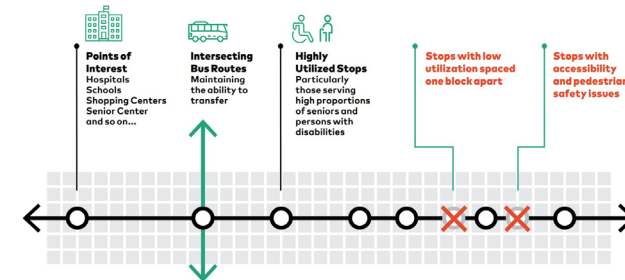 Points of
Interest
Hospitals
Schools
Shopping Centers
Senior Center
and so on...
Intersecting
Bus Routes
Maintaining
the ability to
transfer
Highly
Utilized Stops
Particularly
those serving
high proportions
of seniors and
persons with
disabilities
Stops with low
utilization spaced
one block apart
Stops with
accessibility
and pedestrian
safety issues